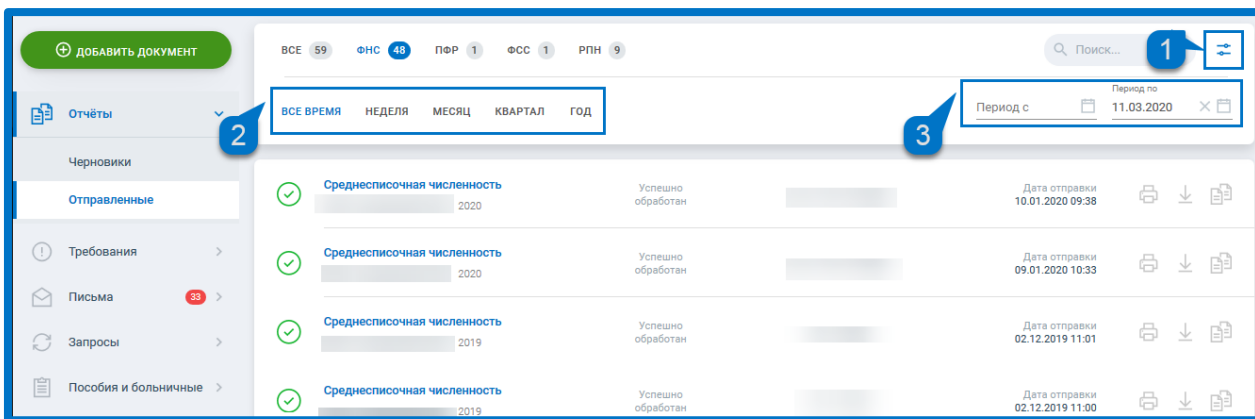 ДОБАВИТЬ ДОКУМЕНТ
ВСЕ 59 ФНС 48 ПФР 1 ФСС 1 РПН 9
Поиск...
1
Отчёты
2
ВСЕ ВРЕМЯ НЕДЕЛЯ МЕСЯЦ КВАРТАЛ ГОД
3
Период с
Период по
11.03.2020
Черновики
Отправленные
Требования
Письма 33
Запросы
Пособия и больничные
Среднесписочная численность
2020
Успешно
обработан
Дата отправки
10.01.2020 09:38
Среднесписочная численность
2020
Успешно
обработан
Дата отправки
09.01.2020 10:33
Среднесписочная численность
2019
Успешно
обработан
Дата отправки
02.12.2019 11:01
Среднесписочная численность
2019
Успешно
обработан
Дата отправки
02.12.2019 11:00